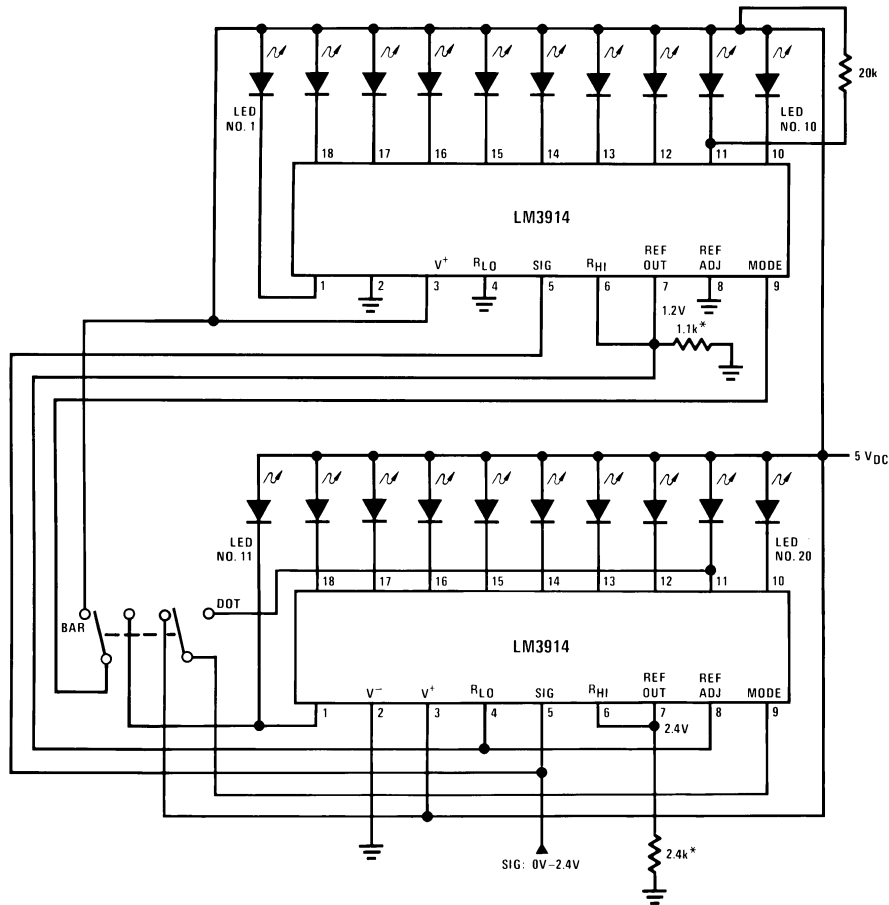 20k
LED
NO. 1
LED
NO. 10
18 17 16 15 14 13 12 11 10
LM3914
V+ RLO SIG RHI REF OUT REF ADJ MODE
1 2 3 4 5 6 7 8 9
1.2V
1.1k*
5 VDC
LED
NO. 11
LED
NO. 20
18 17 16 15 14 13 12 11 10
DOT
BAR
LM3914
V− V+ RLO SIG RHI REF OUT REF ADJ MODE
1 2 3 4 5 6 7 8 9
2.4V
2.4k*
SIG: 0V–2.4V